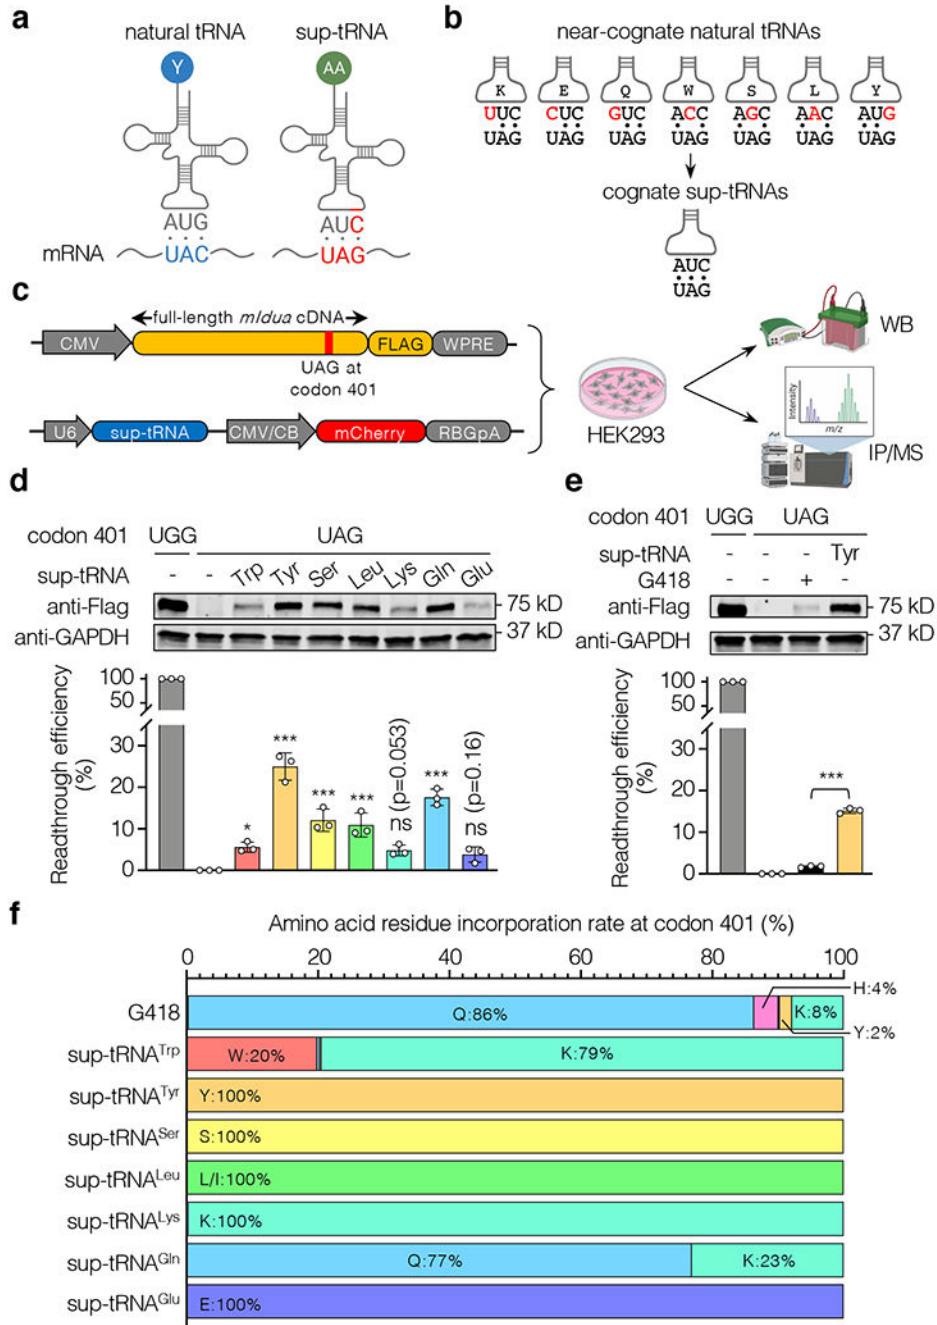 a
natural tRNA sup-tRNA
Y AA
AUG AUC
mRNA UAC UAG
b
near-cognate natural tRNAs
K E Q W S L Y
UUC CUC GUC ACC AGC AAC AUG
UAG UAG UAG UAG UAG UAG UAG
cognate sup-tRNAs
AUC
UAG
c
full-length mIdua cDNA
CMV FLAG WPRE
UAG at
codon 401
U6 sup-tRNA CMV/CB mCherry RBGpA
HEK293
WB
Intensity
m/z
IP/MS
d
codon 401 UGG UAG
sup-tRNA - - Trp Tyr Ser Leu Lys Gln Glu
anti-Flag 75 kD
anti-GAPDH 37 kD
Readthrough efficiency
(%)
100
50
30
20
10
0
* *** *** *** ns (p=0.053) *** ns (p=0.16)
e
codon 401 UGG UAG
sup-tRNA - - - Tyr
G418 - - + -
anti-Flag 75 kD
anti-GAPDH 37 kD
Readthrough efficiency
(%)
100
50
30
20
10
0
***
f
Amino acid residue incorporation rate at codon 401 (%)
0 20 40 60 80 100
G418 Q:86% H:4% Y:2% K:8%
sup-tRNATrp W:20% K:79%
sup-tRNATyr Y:100%
sup-tRNASer S:100%
sup-tRNALeu L/I:100%
sup-tRNALys K:100%
sup-tRNAGln Q:77% K:23%
sup-tRNAGlu E:100%